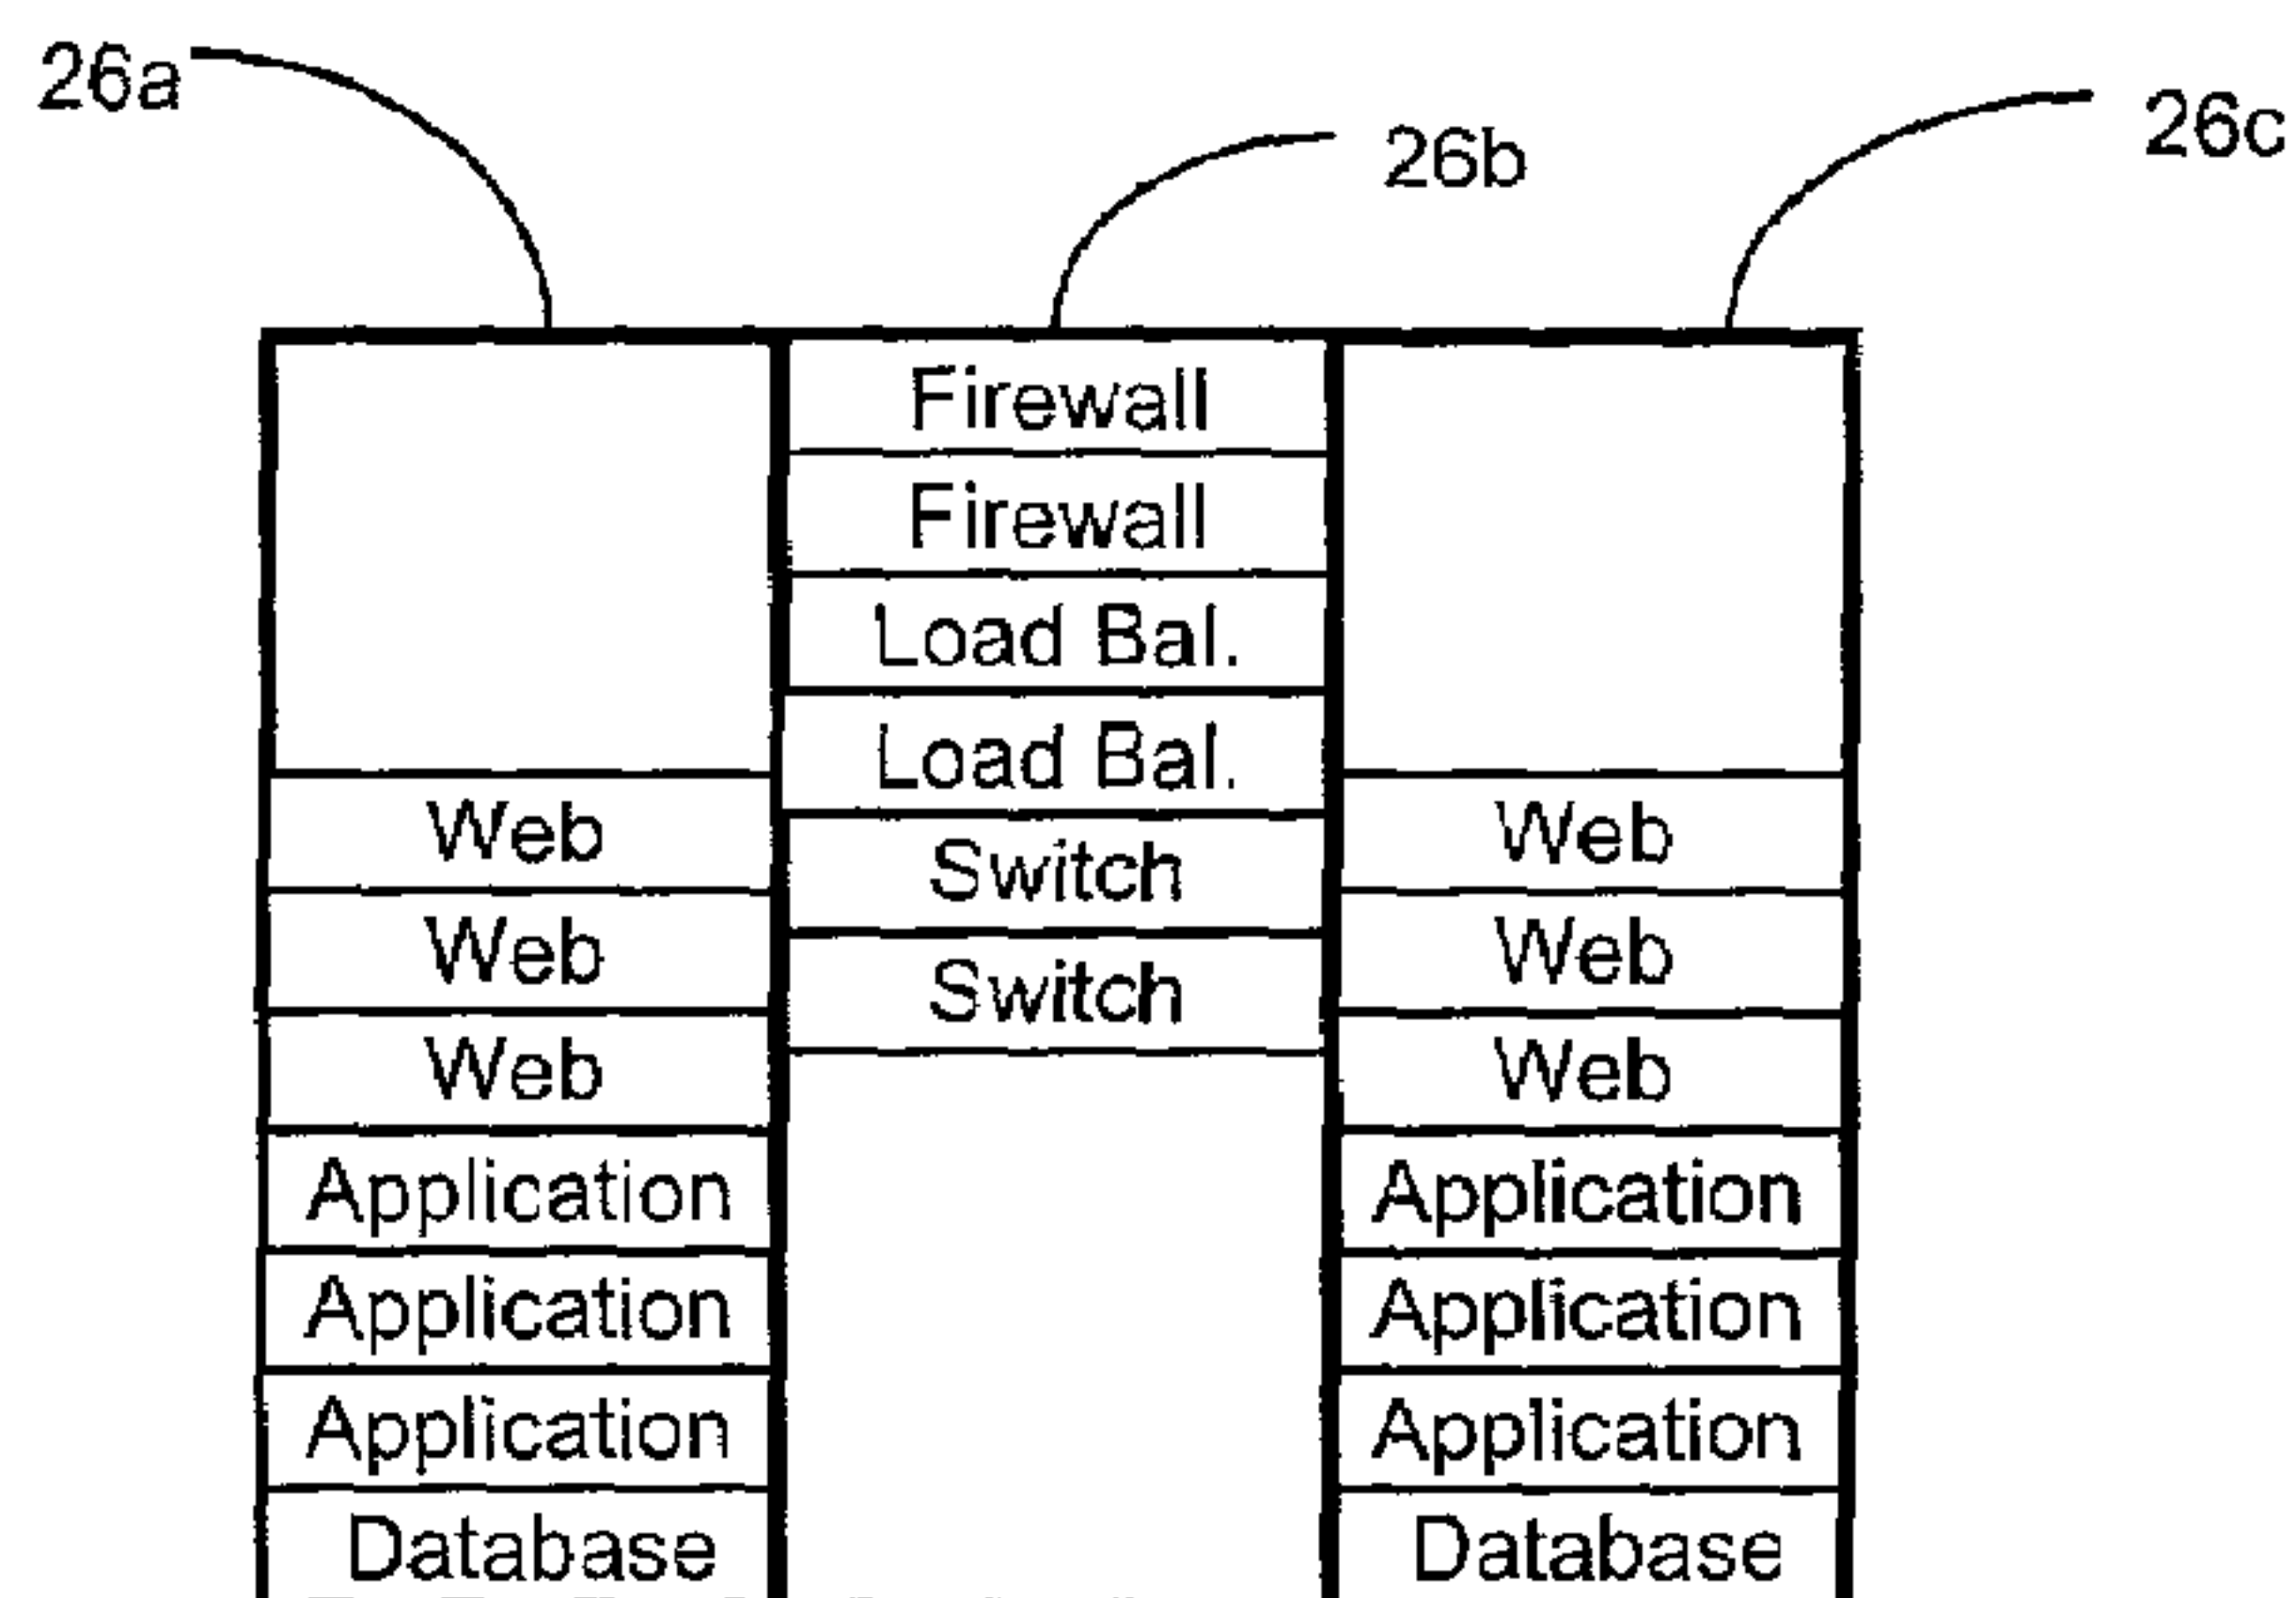 26a
26b
26c
Firewall
Firewall
Load Bal.
Load Bal.
Web
Switch
Web
Web
Switch
Web
Web
Web
Application
Application
Application
Application
Application
Application
Database
Database